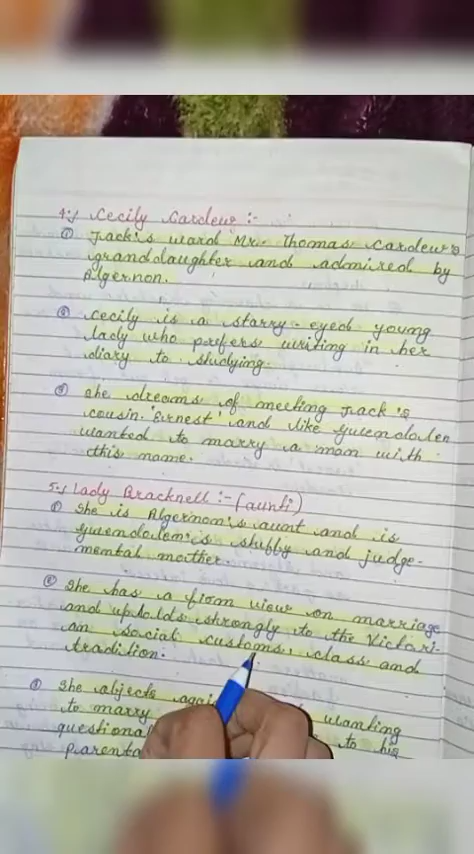 4:) Cecily Cardew :-
① Jack's ward Mr. Thomas Cardew's
granddaughter and admired by
Algernon.
② Cecily is a starry-eyed young
lady who prefers writing in her
diary to studying.
③ She dreams of meeting Jack's
cousin. 'Ernest' and like Gwendolen
wanted to marry a man with
this name.
5:) Lady Bracknell :- (aunti)
① She is Algernon's aunt and is
Gwendolen's stuffy and judge-
mental mother.
② She has a firm view on marriage
and upholds strongly to the Victori-
an social customs, class and
tradition.
③ She objects wanting
to marry to his